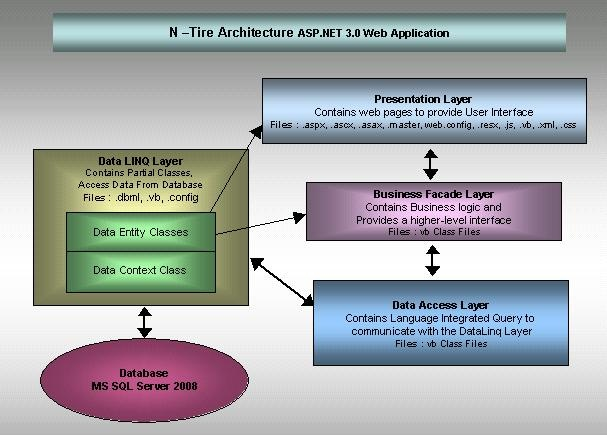 N –Tire Architecture ASP.NET 3.0 Web Application
Presentation Layer
Contains web pages to provide User Interface
Files : .aspx, .ascx, .asax, .master, web.config, .resx, .js, .vb, .xml, .css
Data LINQ Layer
Contains Partial Classes,
Access Data From Database
Files : .dbml, .vb, .config
Data Entity Classes
Data Context Class
Business Facade Layer
Contains Business logic and
Provides a higher-level interface
Files : vb Class Files
Data Access Layer
Contains Language Integrated Query to
communicate with the DataLinq Layer
Files : vb Class Files
Database
MS SQL Server 2008